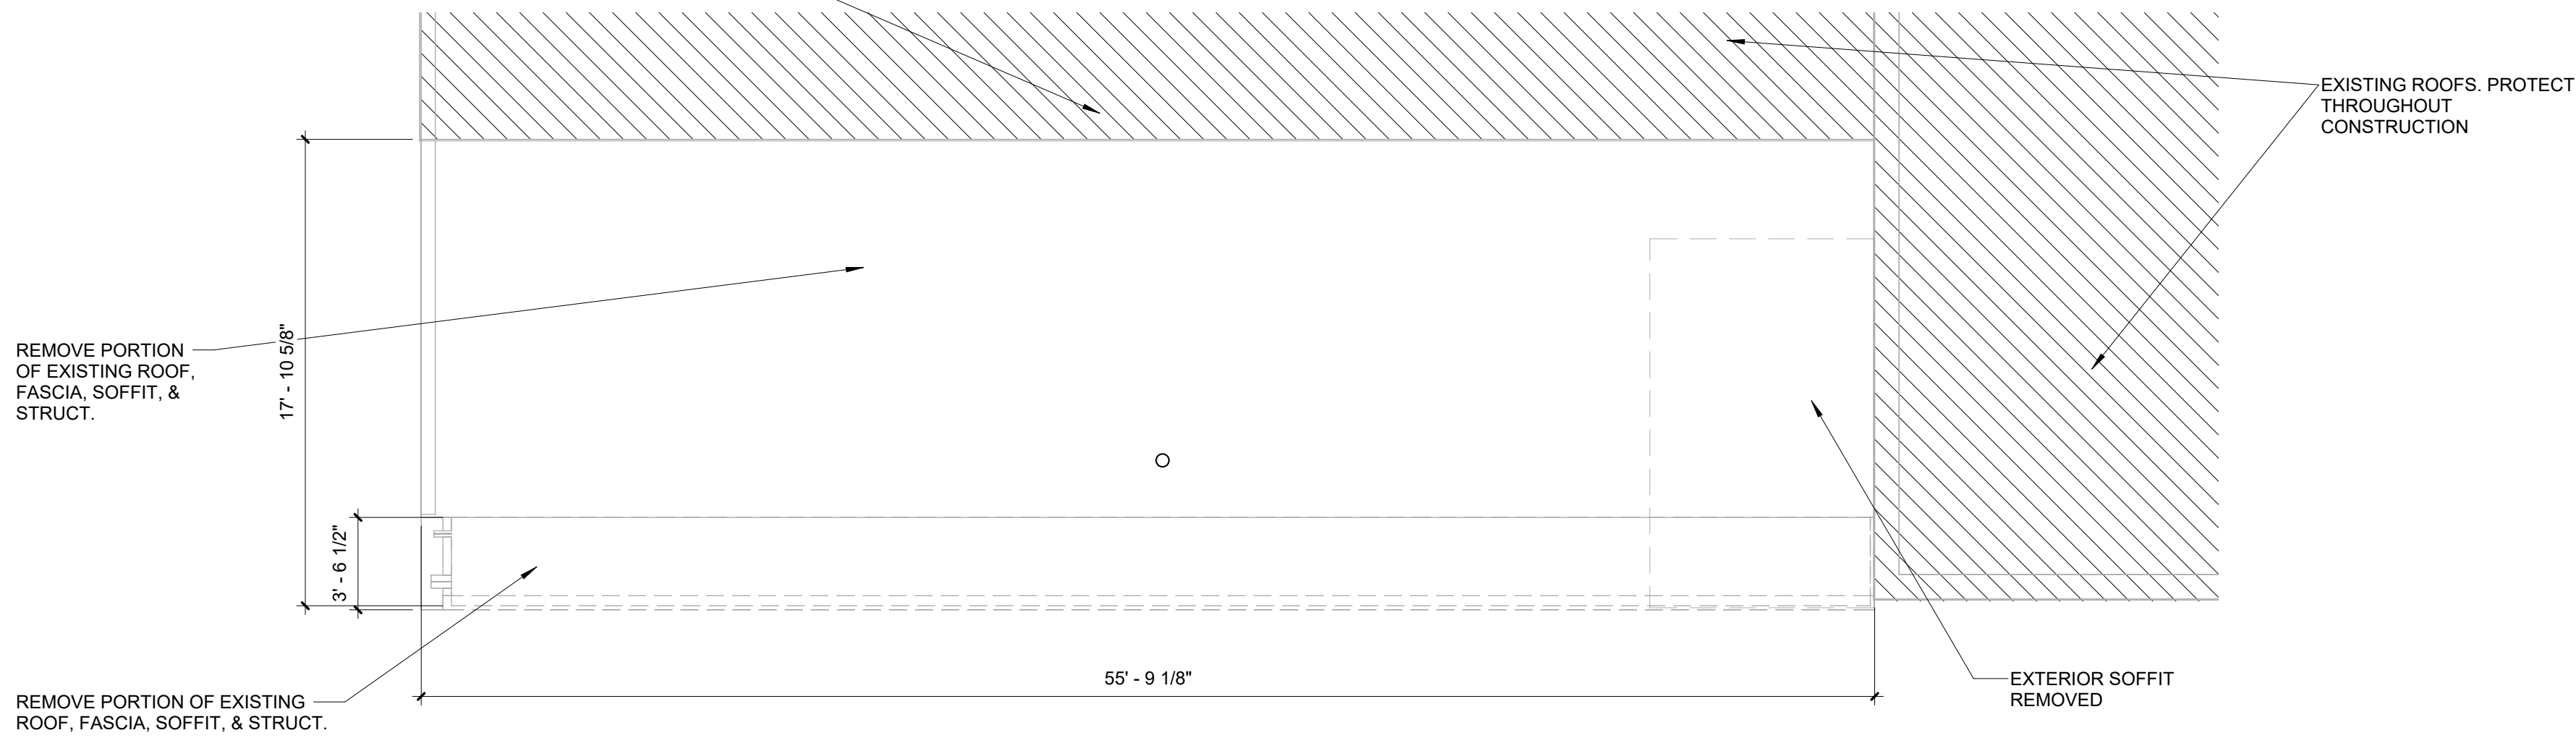 EXISTING ROOFS. PROTECT
THROUGHOUT
CONSTRUCTION
REMOVE PORTION
OF EXISTING ROOF,
FASCIA, SOFFIT, &
STRUCT.
17' - 10 5/8"
3' - 6 1/2"
55' - 9 1/8"
REMOVE PORTION OF EXISTING
ROOF, FASCIA, SOFFIT, & STRUCT.
EXTERIOR SOFFIT
REMOVED